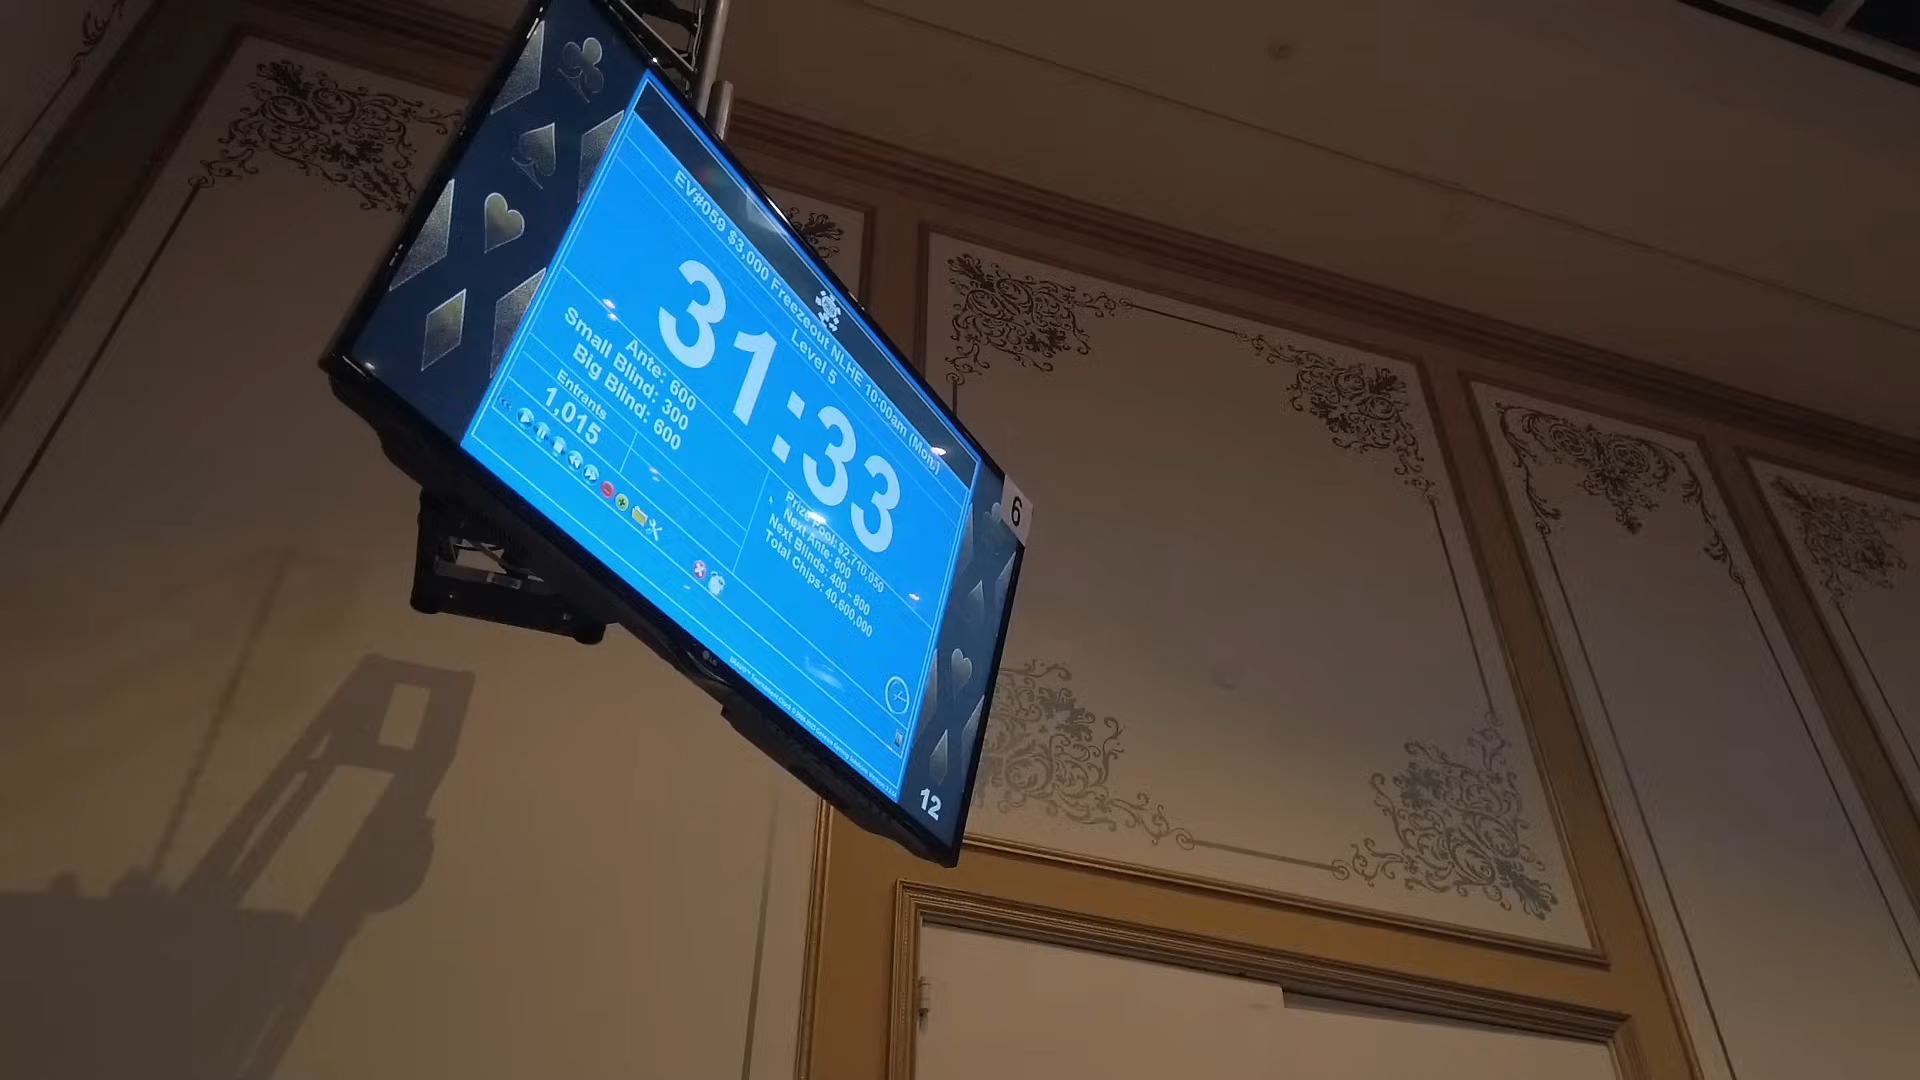 EV#059 $3,000 Freezeout NLHE 10:00am (Mon.)
Level 5
31:33
Ante: 600
Small Blind: 300
Big Blind: 600
Entrants
1,015
Prize Pool: $2,710,050
Next Ante: 800
Next Blinds: 400 - 800
Total Chips: 40,600,000
6
12
LG